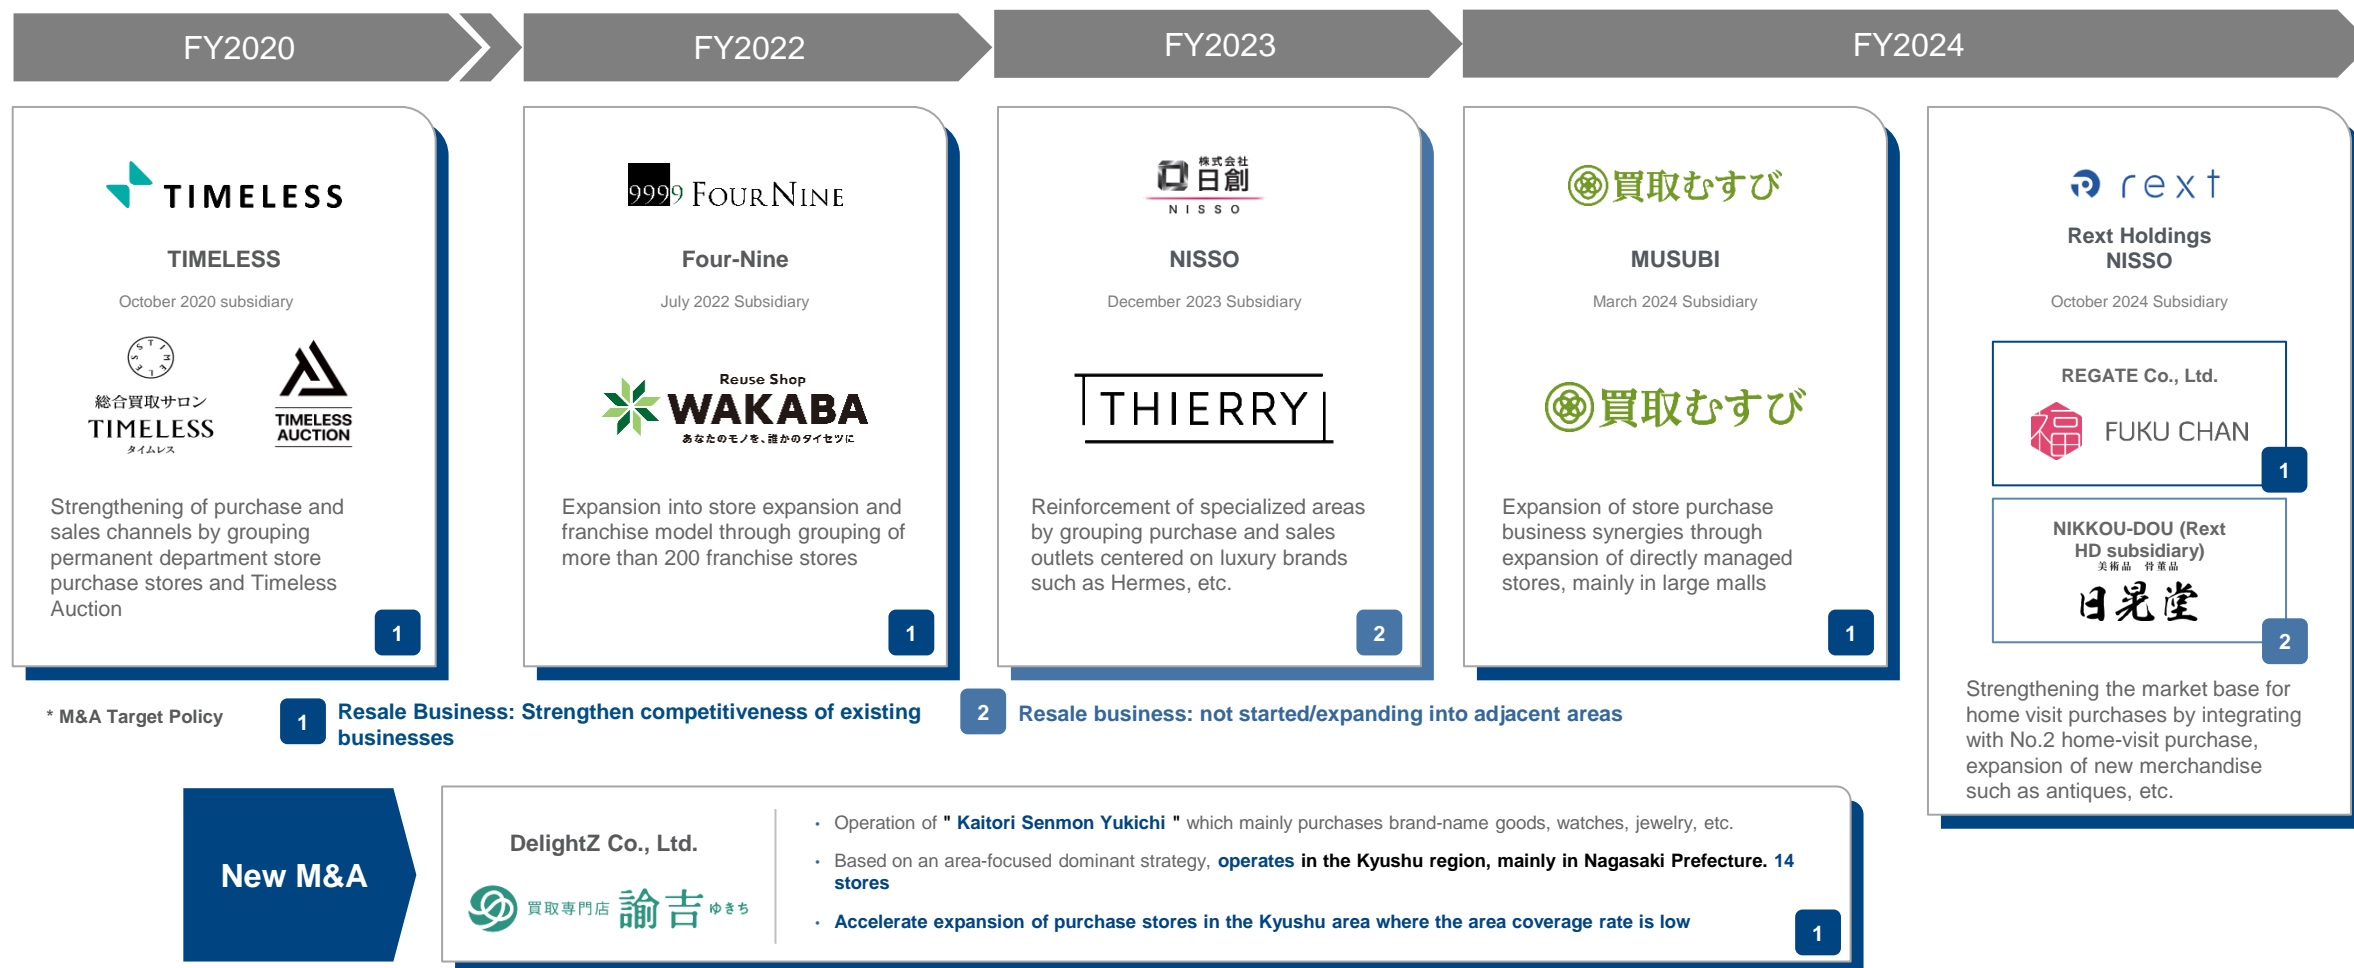 FY2020
FY2022
FY2023
FY2024
TIMELESS
TIMELESS
October 2020 subsidiary
TIMELESS
総合買取サロン
TIMELESS
タイムレス
TIMELESS
AUCTION
Strengthening of purchase and
sales channels by grouping
permanent department store
purchase stores and Timeless
Auction
1
9999 FOURNINE
Four-Nine
July 2022 Subsidiary
Reuse Shop
WAKABA
あなたのモノを、誰かのタイセツに
Expansion into store expansion and
franchise model through grouping of
more than 200 franchise stores
1
株式会社
日創
NISSO
NISSO
December 2023 Subsidiary
THIERRY
Reinforcement of specialized areas
by grouping purchase and sales
outlets centered on luxury brands
such as Hermes, etc.
2
買取むすび
MUSUBI
March 2024 Subsidiary
買取むすび
Expansion of store purchase
business synergies through
expansion of directly managed
stores, mainly in large malls
1
rext
Rext Holdings
NISSO
October 2024 Subsidiary
REGATE Co., Ltd.
福 FUKU CHAN
1
NIKKOU-DOU (Rext
HD subsidiary)
美術品 骨董品
日晃堂
2
Strengthening the market base for
home visit purchases by integrating
with No.2 home-visit purchase,
expansion of new merchandise
such as antiques, etc.
* M&A Target Policy
1 Resale Business: Strengthen competitiveness of existing
businesses
2 Resale business: not started/expanding into adjacent areas
New M&A
DelightZ Co., Ltd.
買取専門店 諭吉 ゆきち
• Operation of " Kaitori Senmon Yukichi " which mainly purchases brand-name goods, watches, jewelry, etc.
• Based on an area-focused dominant strategy, operates in the Kyushu region, mainly in Nagasaki Prefecture. 14
stores
• Accelerate expansion of purchase stores in the Kyushu area where the area coverage rate is low
1